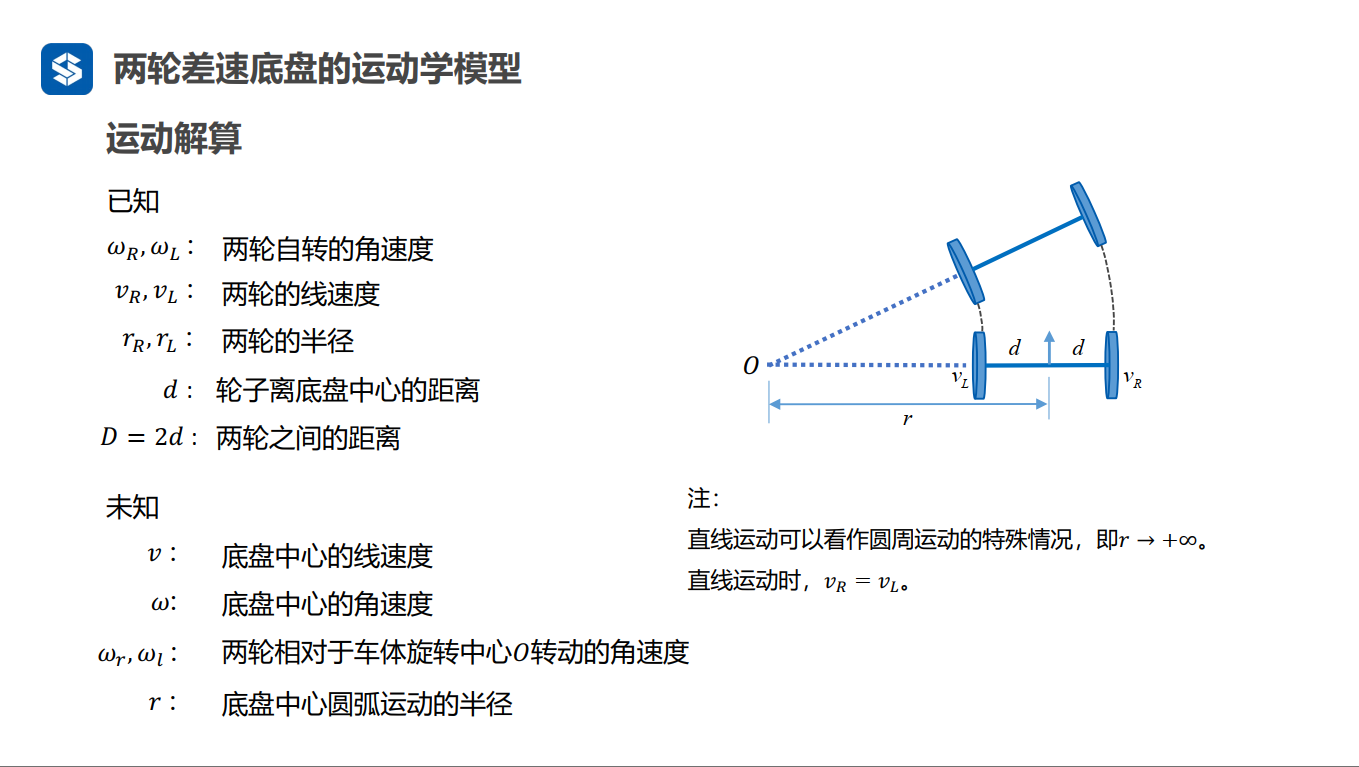 两轮差速底盘的运动学模型
运动解算
已知
ω_R, ω_L： 两轮自转的角速度
v_R, v_L： 两轮的线速度
r_R, r_L： 两轮的半径
d： 轮子离底盘中心的距离
D = 2d： 两轮之间的距离
未知
v： 底盘中心的线速度
ω: 底盘中心的角速度
ω_r, ω_l： 两轮相对于车体旋转中心O转动的角速度
r： 底盘中心圆弧运动的半径
O
d
d
v_L
v_R
r
注：
直线运动可以看作圆周运动的特殊情况，即r → +∞。
直线运动时，v_R = v_L。